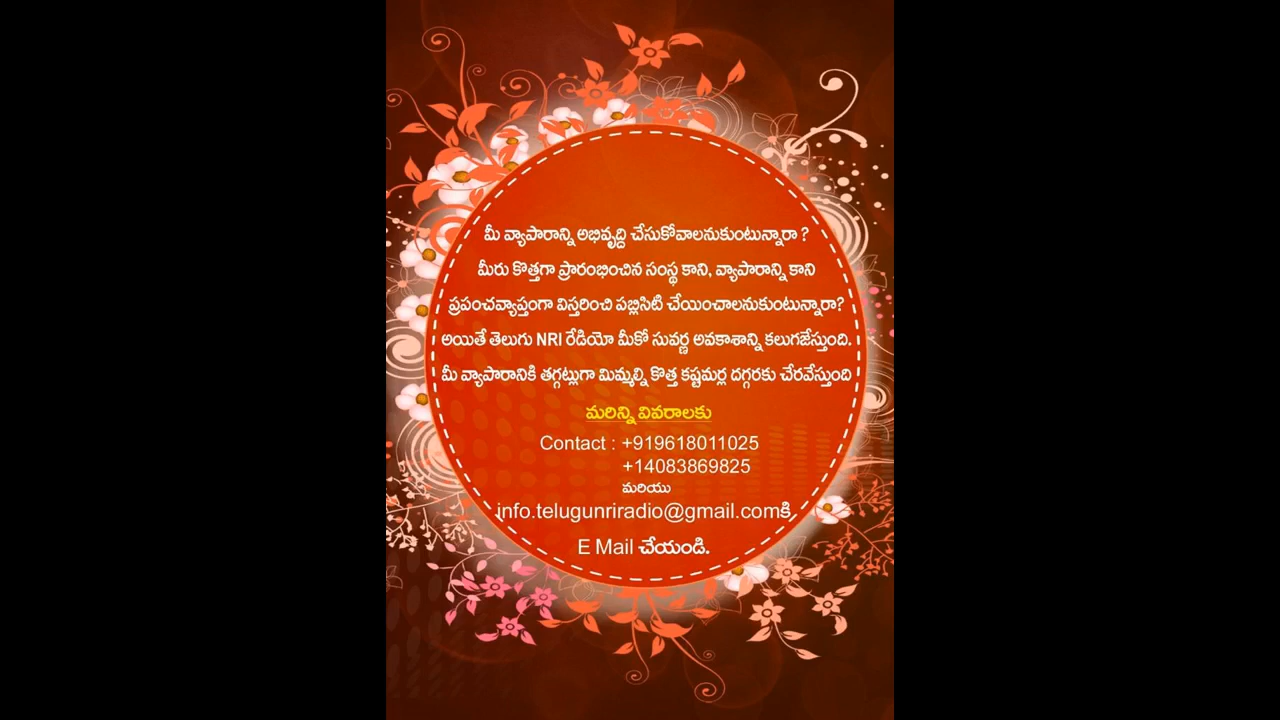 మీ వ్యాపారాన్ని అభివృద్ది చేసుకోవాలనుకుంటున్నారా ?
మీరు కొత్తగా ప్రారంభించిన సంస్థ కాని, వ్యాపారాన్ని కాని
ప్రపంచవ్యాప్తంగా విస్తరించి పబ్లిసిటి చేయించాలనుకుంటున్నారా?
అయితే తెలుగు NRI రేడియో మీకో సువర్ణ అవకాశాన్ని కలుగజేస్తుంది.
మీ వ్యాపారానికి తగ్గట్లుగా మిమ్మల్ని కొత్త కష్టమర్ల దగ్గరకు చేరవేస్తుంది
మరిన్ని వివరాలకు
Contact : +919618011025
+14083869825
మరియు
info.telugunriradio@gmail.comకి
E Mail చేయండి.